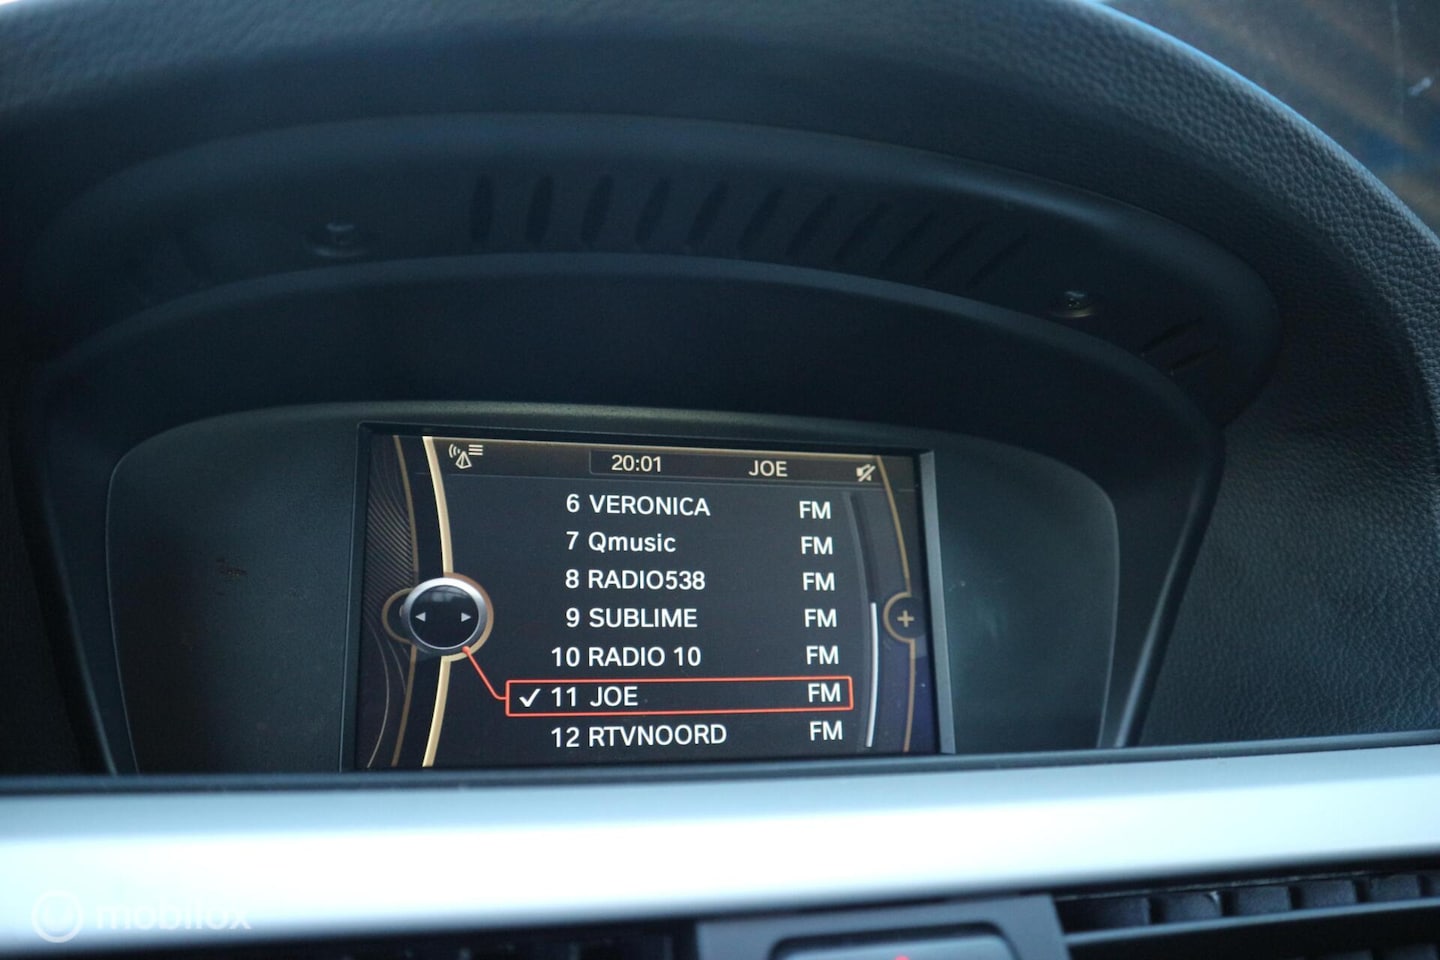 20:01 JOE
6 VERONICA FM
7 Qmusic FM
8 RADIO538 FM
9 SUBLIME FM
10 RADIO 10 FM
✓ 11 JOE FM
12 RTVNOORD FM
mobilox